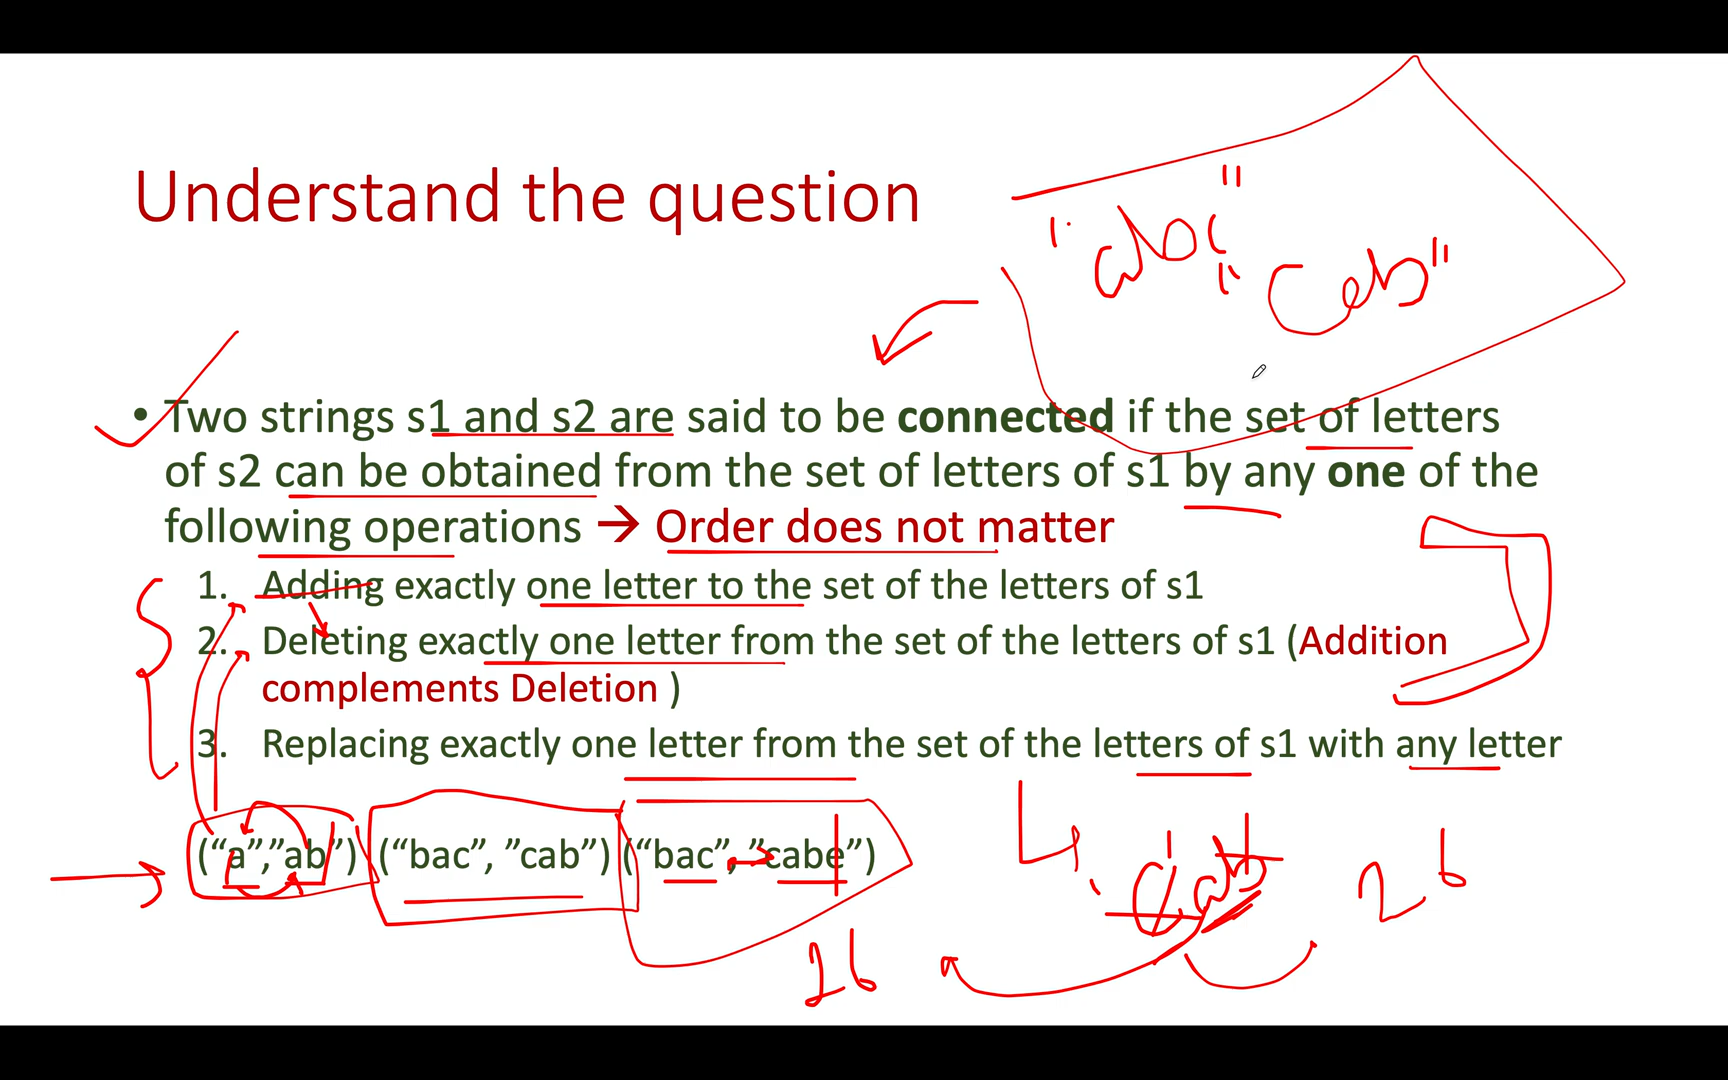 Understand the question
"abc"
"Cab"
• Two strings s1 and s2 are said to be connected if the set of letters
of s2 can be obtained from the set of letters of s1 by any one of the
following operations → Order does not matter
1. Adding exactly one letter to the set of the letters of s1
2. Deleting exactly one letter from the set of the letters of s1 (Addition
complements Deletion )
3. Replacing exactly one letter from the set of the letters of s1 with any letter
(“a”,”ab”) (“bac”, ”cab”) (“bac”, ”cabe”)
26
26